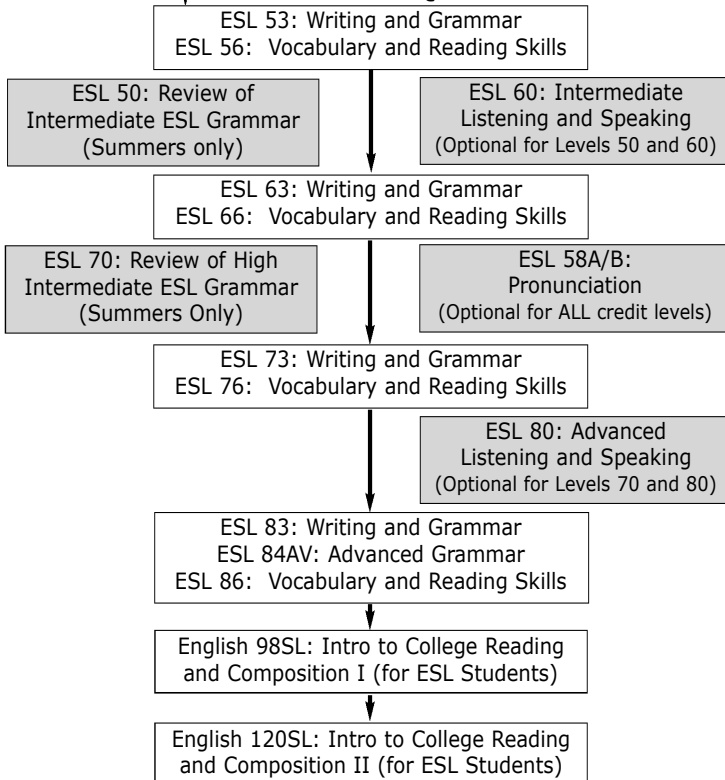 ESL 53: Writing and Grammar
ESL 56: Vocabulary and Reading Skills
ESL 50: Review of
Intermediate ESL Grammar
(Summers only)
ESL 60: Intermediate
Listening and Speaking
(Optional for Levels 50 and 60)
ESL 63: Writing and Grammar
ESL 66: Vocabulary and Reading Skills
ESL 70: Review of High
Intermediate ESL Grammar
(Summers Only)
ESL 58A/B:
Pronunciation
(Optional for ALL credit levels)
ESL 73: Writing and Grammar
ESL 76: Vocabulary and Reading Skills
ESL 80: Advanced
Listening and Speaking
(Optional for Levels 70 and 80)
ESL 83: Writing and Grammar
ESL 84AV: Advanced Grammar
ESL 86: Vocabulary and Reading Skills
English 98SL: Intro to College Reading
and Composition I (for ESL Students)
English 120SL: Intro to College Reading
and Composition II (for ESL Students)